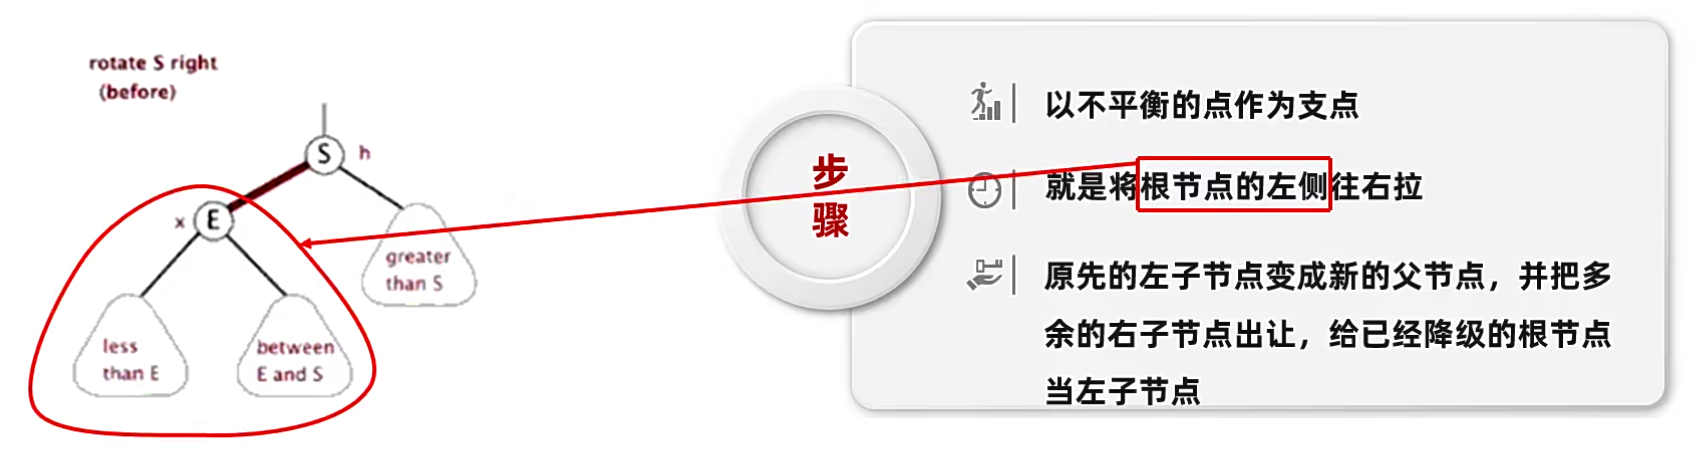 rotate S right
(before)
S
h
x
E
greater
than S
less
than E
between
E and S
步
骤
以不平衡的点作为支点
就是将根节点的左侧往右拉
原先的左子节点变成新的父节点，并把多
余的右子节点出让，给已经降级的根节点
当左子节点